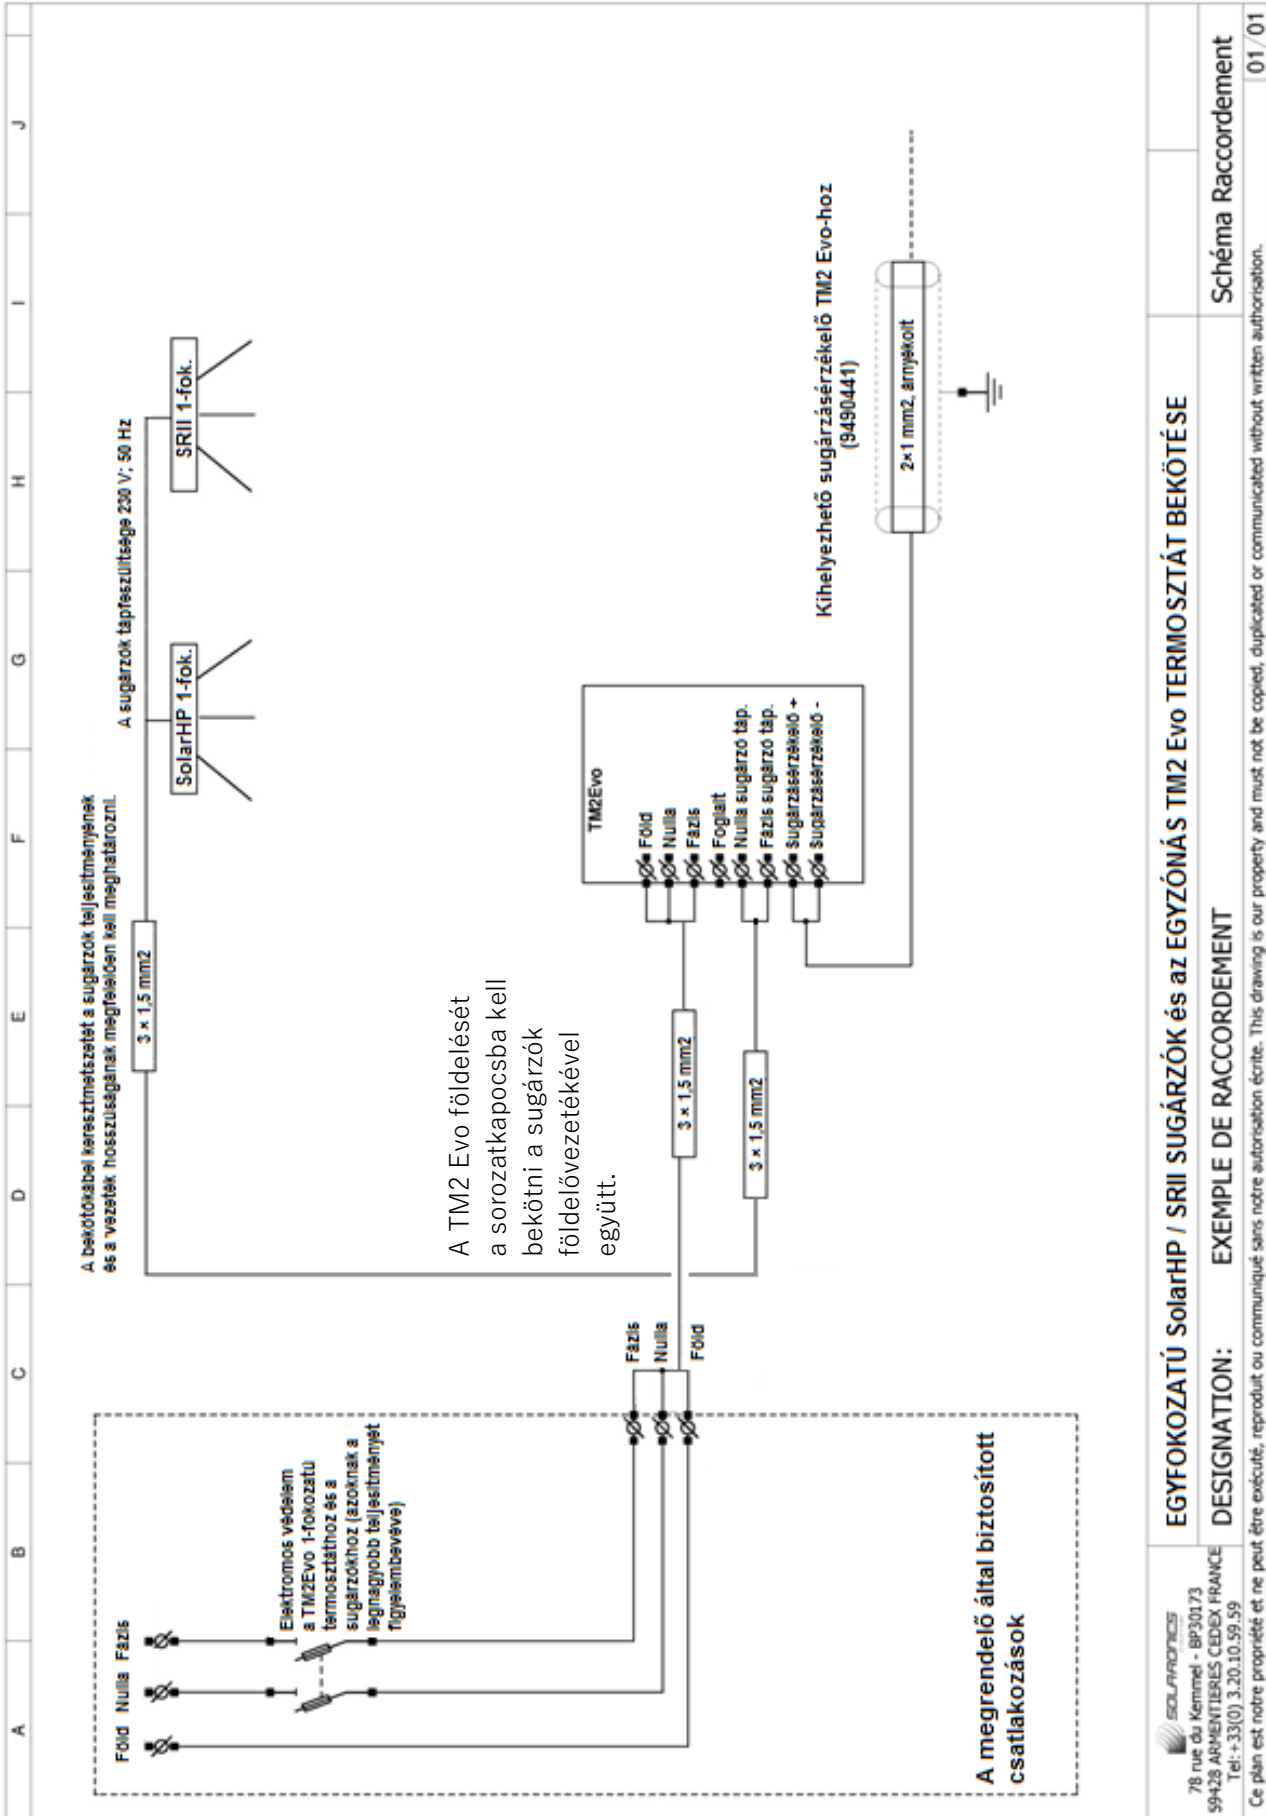 A
B
C
D
E
F
G
H
I
J
A bekötőkábel keresztmetszetét a sugárzók teljesítményének
és a vezeték hosszúságának megfelelően kell meghatározni.
A sugárzók tápfeszültsége 230 V; 50 Hz
3 × 1,5 mm2
SolarHP 1-fok.
SRII 1-fok.
Föld
Nulla
Fázis
Elektromos védelem
a TM2Evo 1-fokozatú
termosztáthoz és a
sugárzókhoz (azoknak a
legnagyobb teljesítményét
figyelembevéve)
A TM2 Evo földelését
a sorozatkapocsba kell
bekötni a sugárzók
földelővezetékével
együtt.
Fázis
Nulla
Föld
3 × 1,5 mm2
3 × 1,5 mm2
TM2Evo
Föld
Nulla
Fázis
Foglalt
Nulla sugárzó táp.
Fázis sugárzó táp.
Sugárzásérzékelő +
Sugárzásérzékelő -
Kihelyezhető sugárzásérzékelő TM2 Evo-hoz
(9490441)
2×1 mm2, árnyékolt
A megrendelő által biztosított
csatlakozások
SOLARONICS
78 rue du Kemmel - BP30173
59428 ARMENTIERES CEDEX FRANCE
Tel:+33(0) 3.20.10.59.59
EGYFOKOZATÚ SolarHP / SRII SUGÁRZÓK és az EGYZÓNÁS TM2 Evo TERMOSZTÁT BEKÖTÉSE
DESIGNATION: EXEMPLE DE RACCORDEMENT
Schéma Raccordement
Ce plan est notre propriété et ne peut être exécuté, reproduit ou communiqué sans notre autorisation écrite. This drawing is our property and must not be copied, duplicated or communicated without written authorisation.
01/01